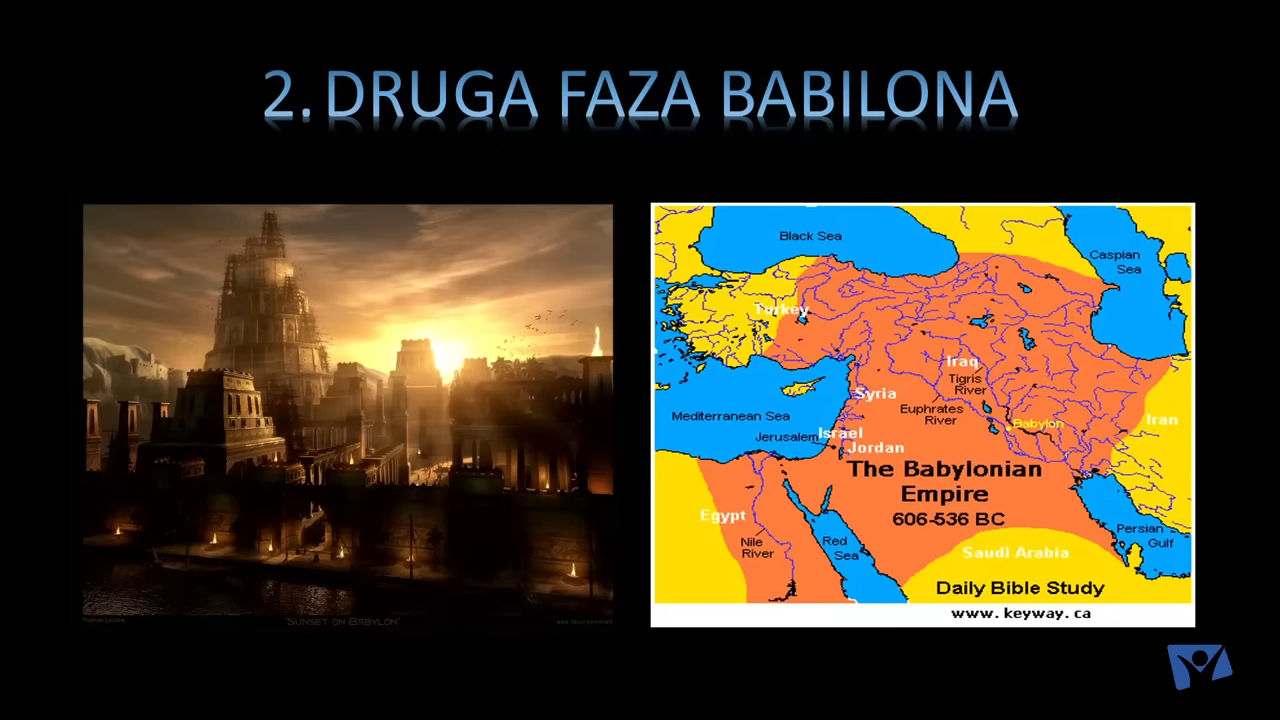 2. DRUGA FAZA BABILONA
"SUNSET ON BABYLON"
Black Sea
Caspian
Sea
Turkey
Iraq
Tigris
River
Syria
Euphrates
River
Mediterranean Sea
Babylon
Iran
Jerusalem
Israel
Jordan
The Babylonian
Empire
606-536 BC
Egypt
Nile
River
Red
Sea
Persian
Gulf
Saudi Arabia
Daily Bible Study
www.keyway.ca